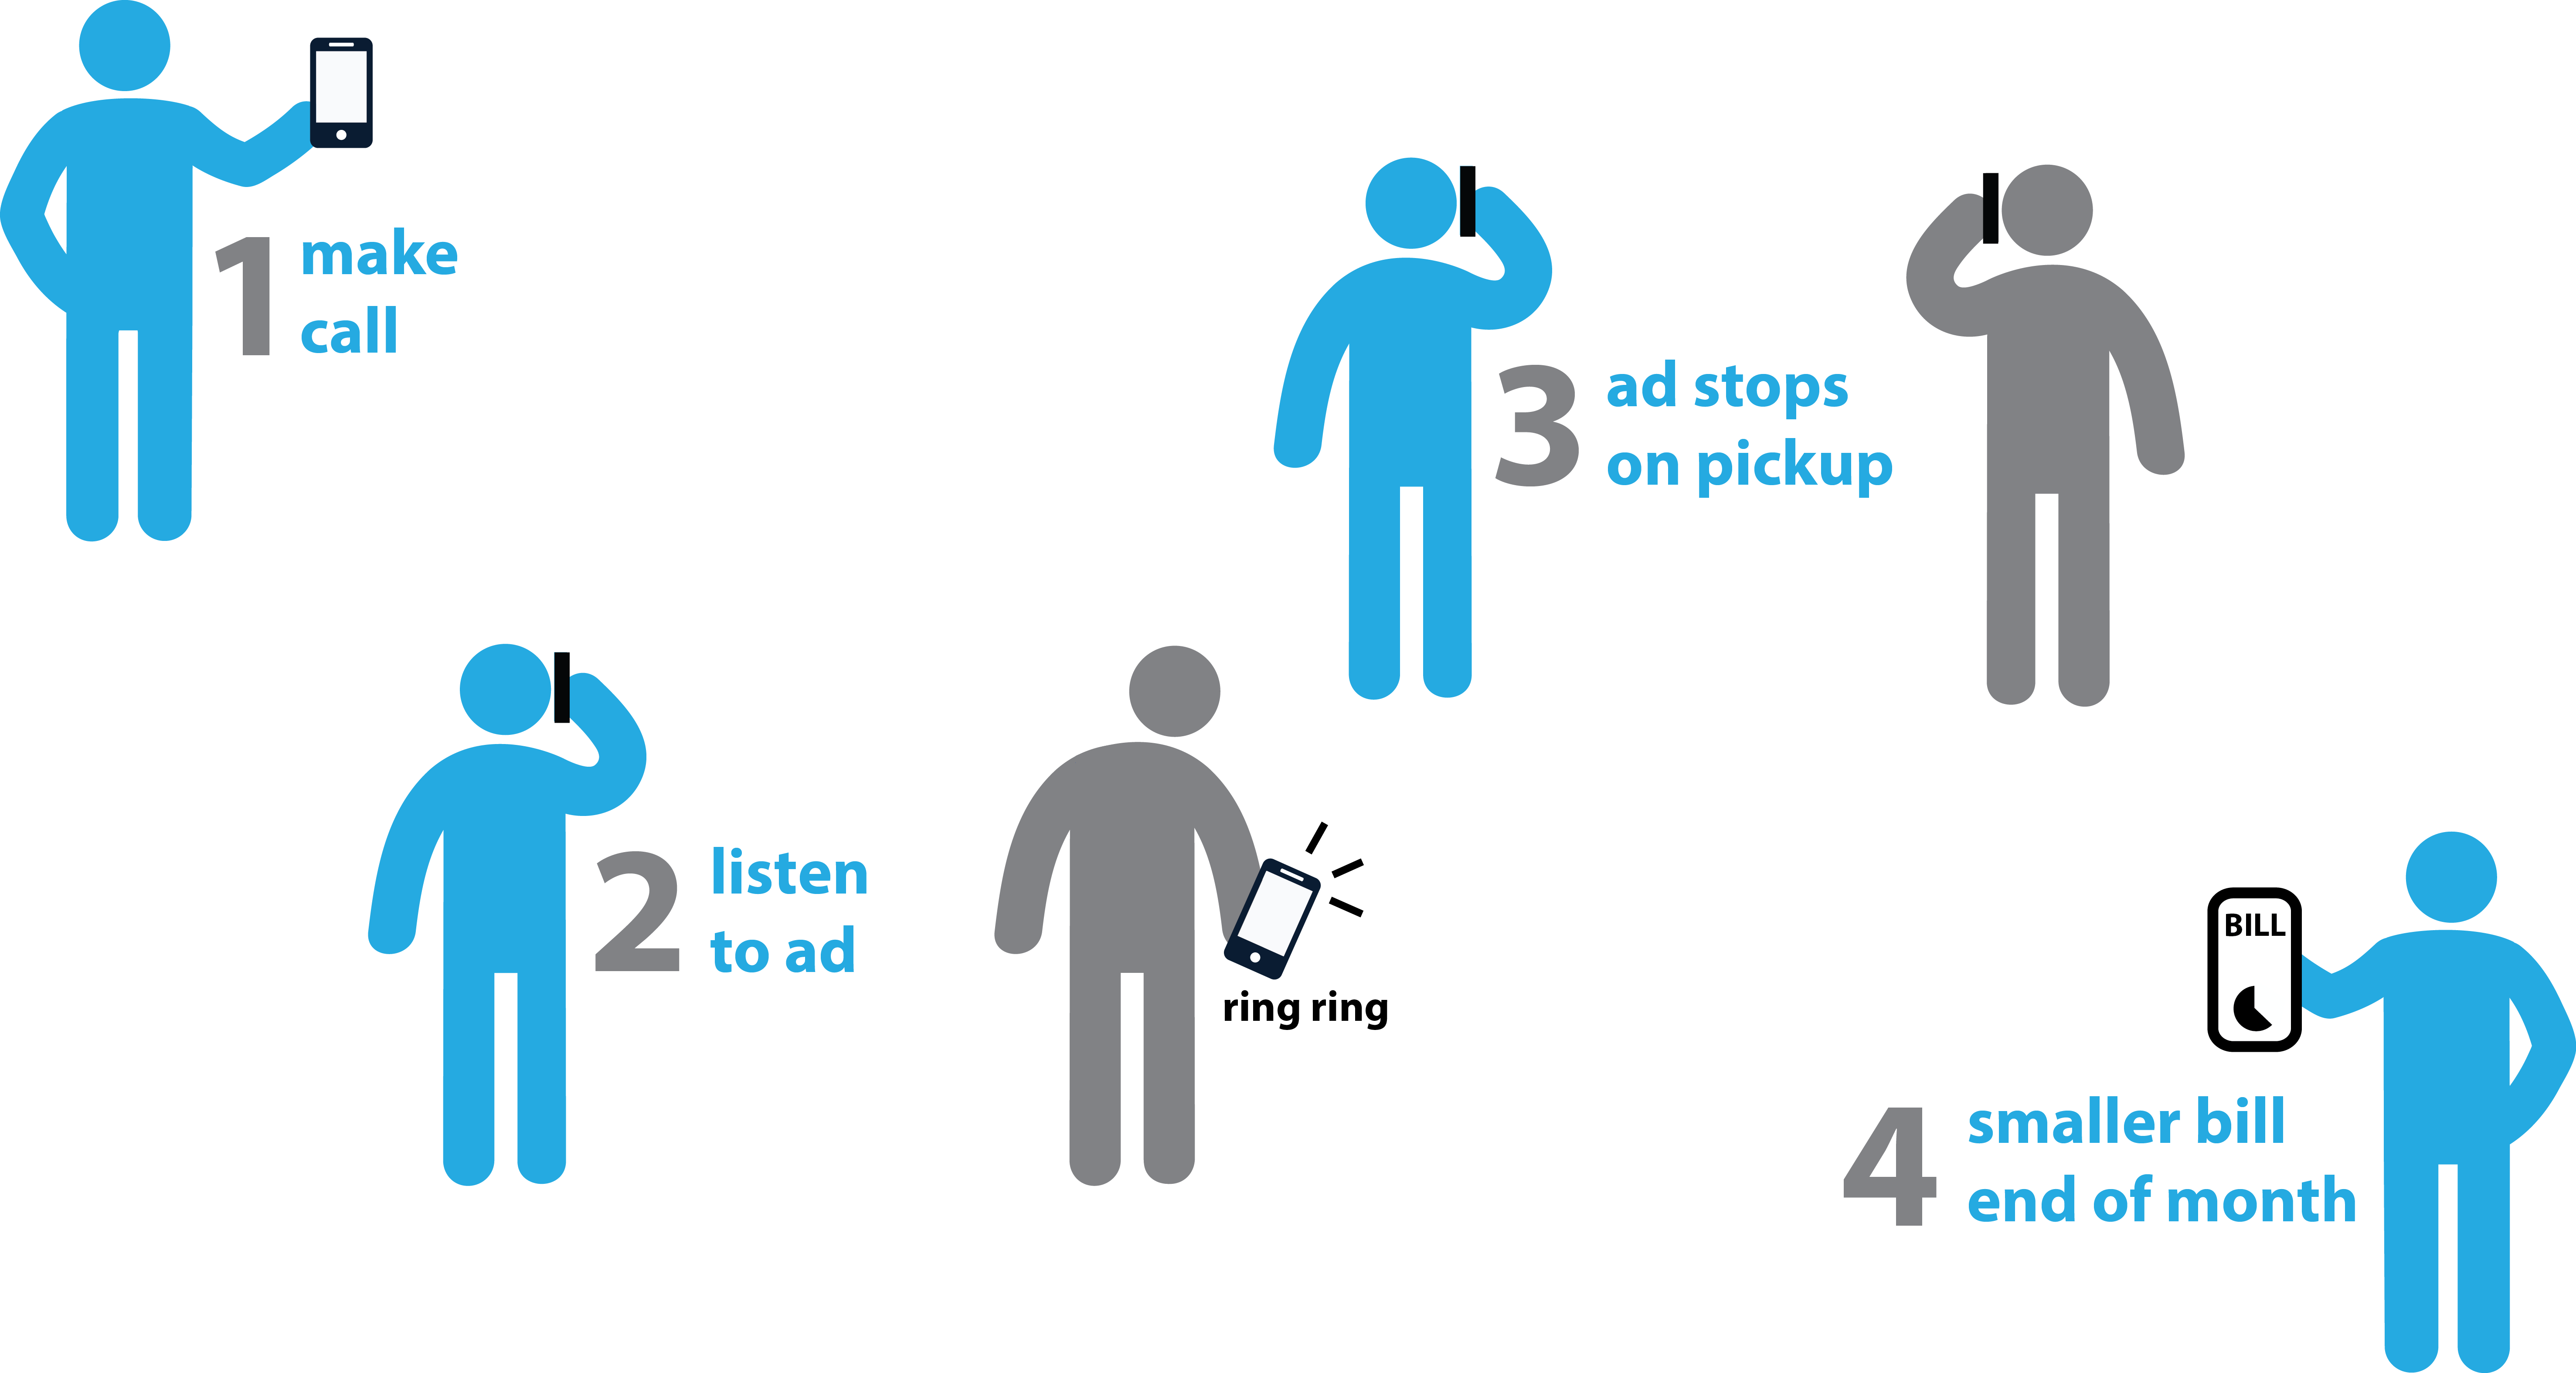 1
make
call
2
listen
to ad
ring ring
3
ad stops
on pickup
BILL
4
smaller bill
end of month